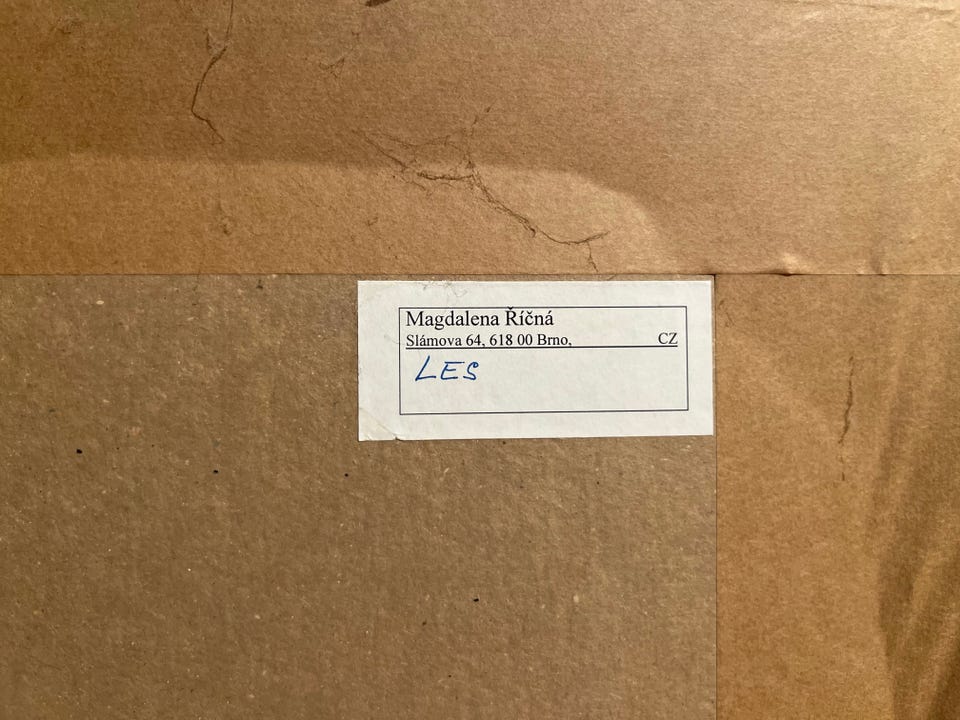 Magdalena Říčná
Slámova 64, 618 00 Brno, CZ
LES